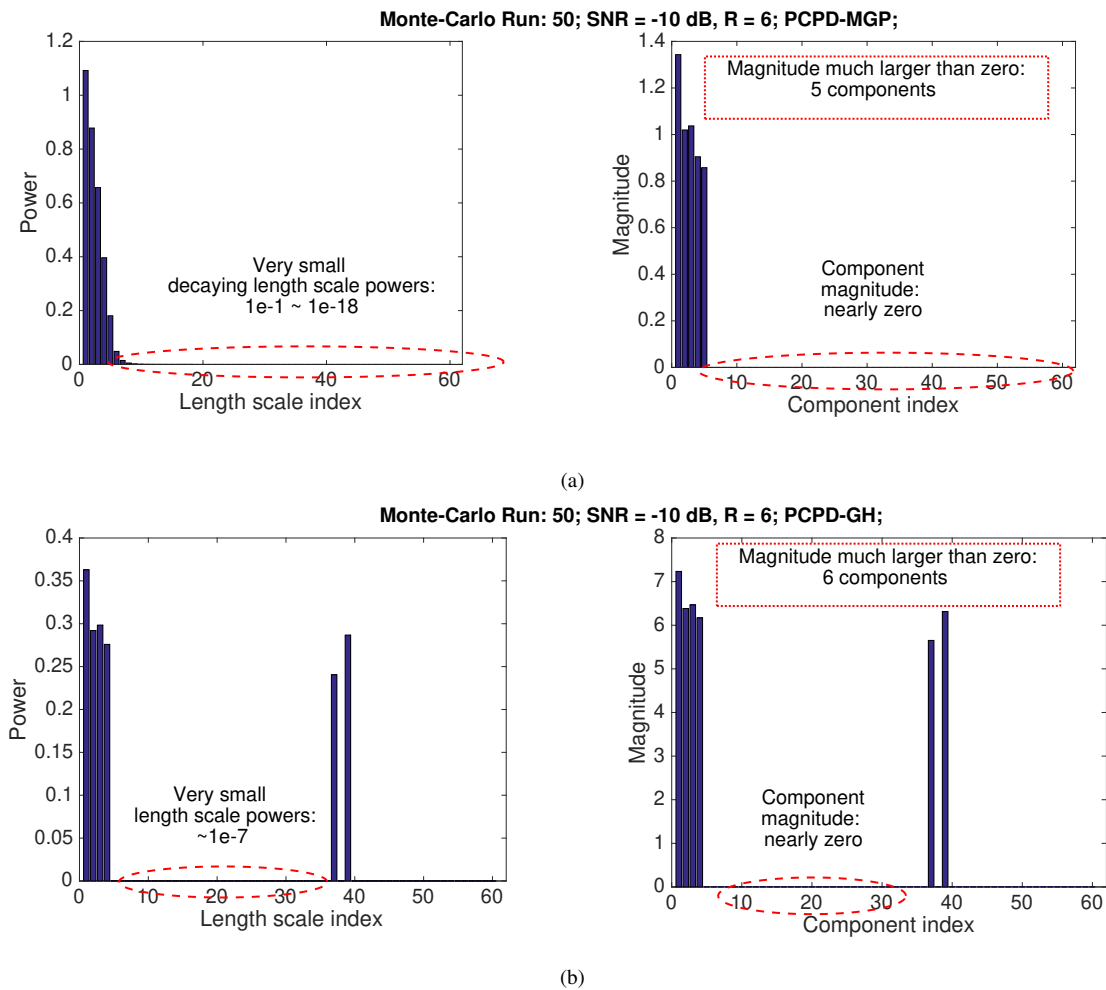 Monte-Carlo Run: 50; SNR = -10 dB, R = 6; PCPD-MGP;
1.2
1
0.8
0.6
0.4
0.2
0
Power
Very small
decaying length scale powers:
1e-1 ~ 1e-18
0 20 40 60
Length scale index
1.4
1.2
1
0.8
0.6
0.4
0.2
0
Magnitude
Magnitude much larger than zero:
5 components
Component
magnitude:
nearly zero
0 10 20 30 40 50 60
Component index
(a)
Monte-Carlo Run: 50; SNR = -10 dB, R = 6; PCPD-GH;
0.4
0.35
0.3
0.25
0.2
0.15
0.1
0.05
0
Power
Very small
length scale powers:
~1e-7
0 10 20 30 40 50 60
Length scale index
8
7
6
5
4
3
2
1
0
Magnitude
Magnitude much larger than zero:
6 components
Component
magnitude:
nearly zero
0 10 20 30 40 50 60
Component index
(b)